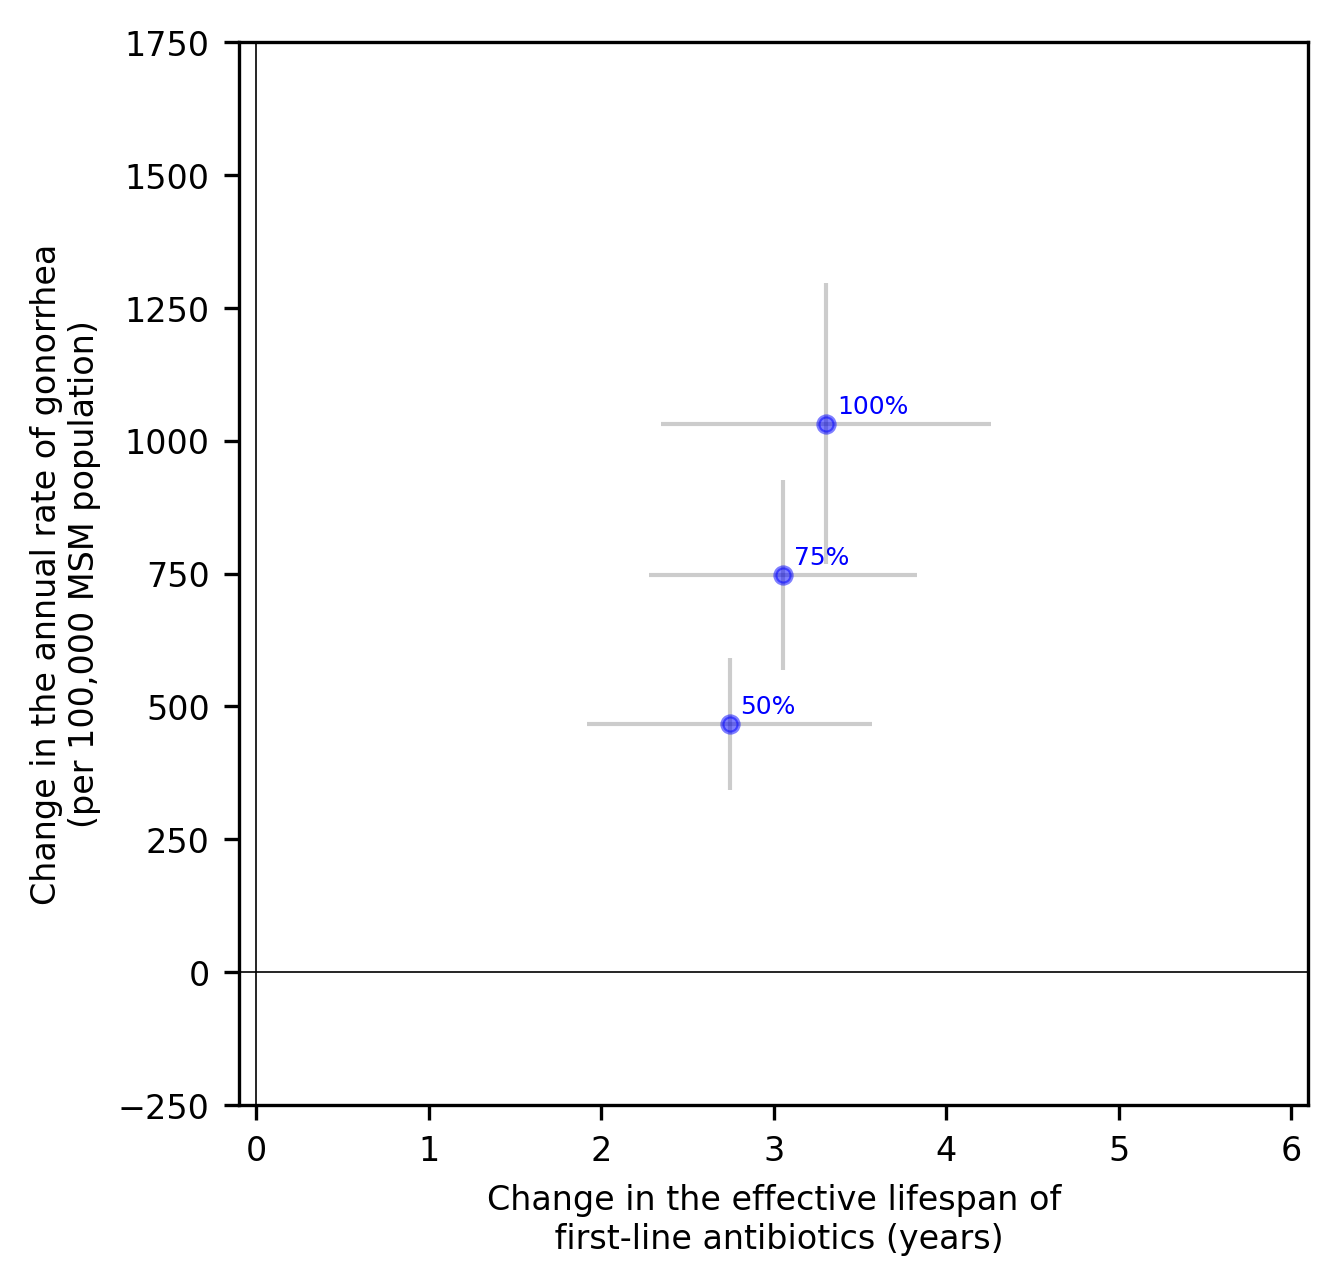 1750
1500
1250
1000
750
500
250
0
−250
Change in the annual rate of gonorrhea
(per 100,000 MSM population)
100%
75%
50%
0 1 2 3 4 5 6
Change in the effective lifespan of
first-line antibiotics (years)